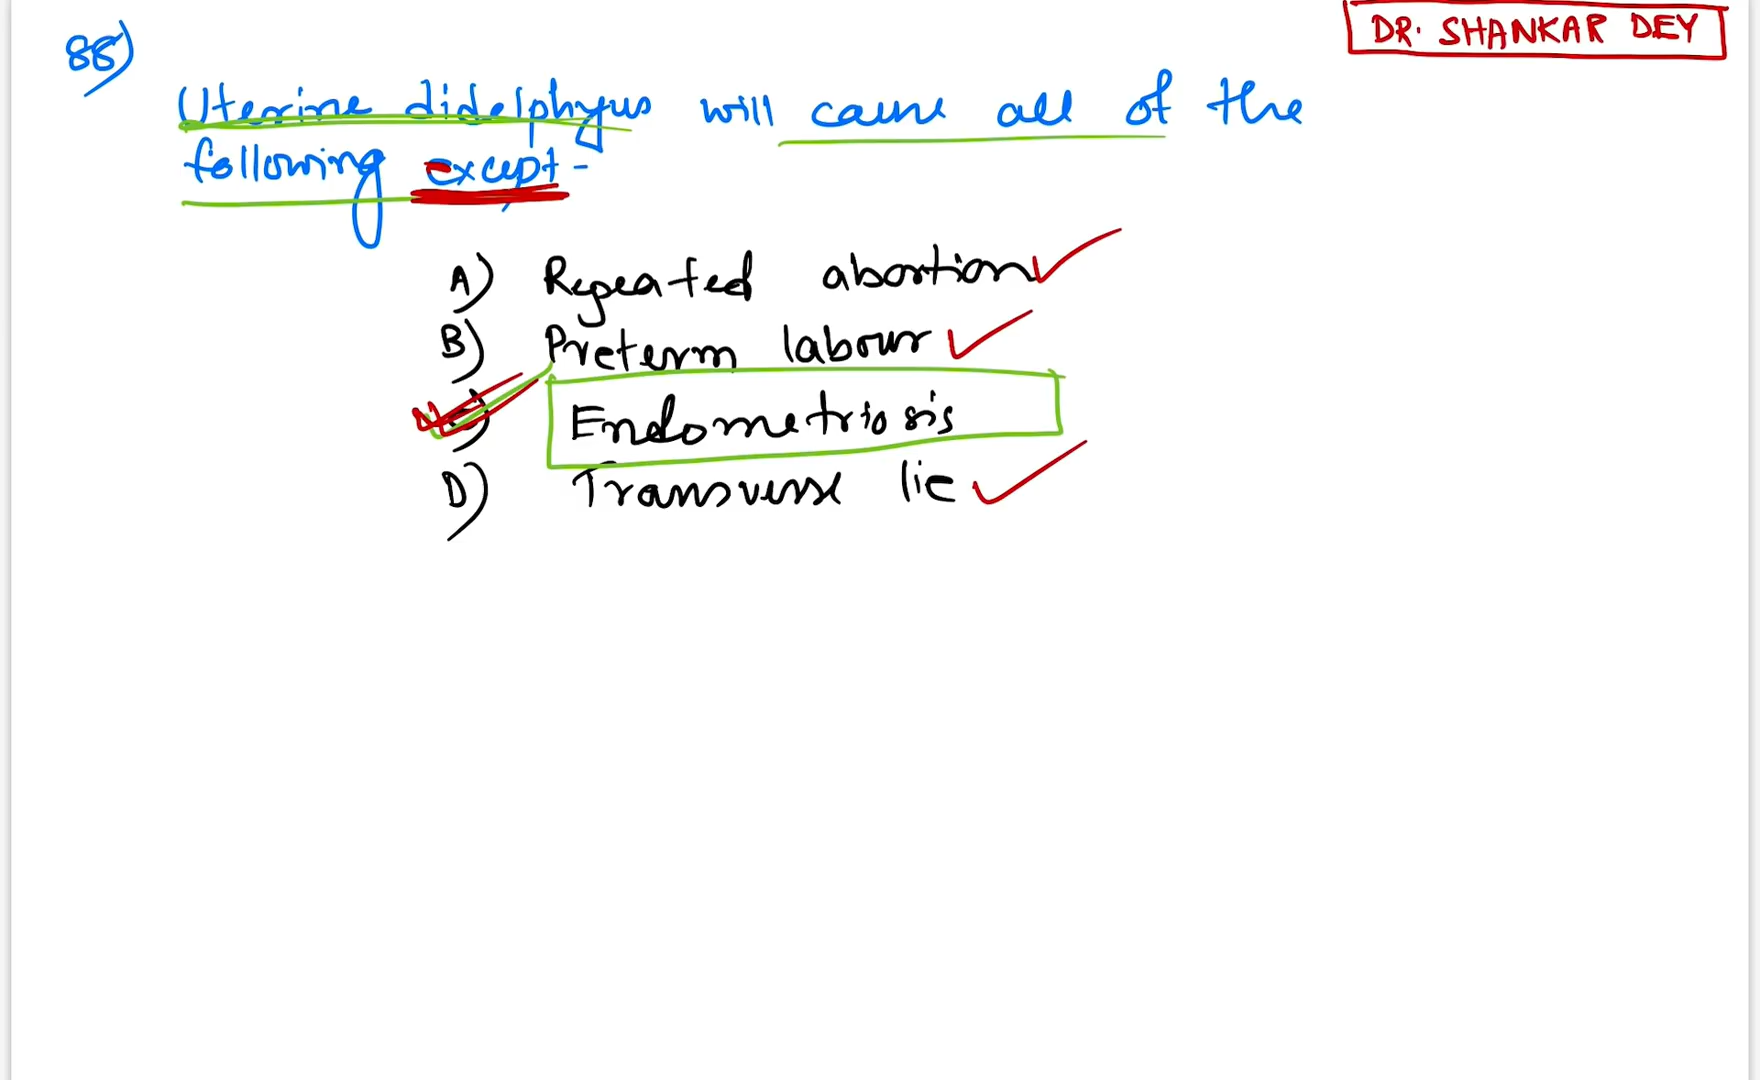 88)
DR. SHANKAR DEY
Uterine didelphyus will cause all of the
following except-
A) Repeated abortion
B) Preterm labour
C) Endometriosis
D) Transverse lie